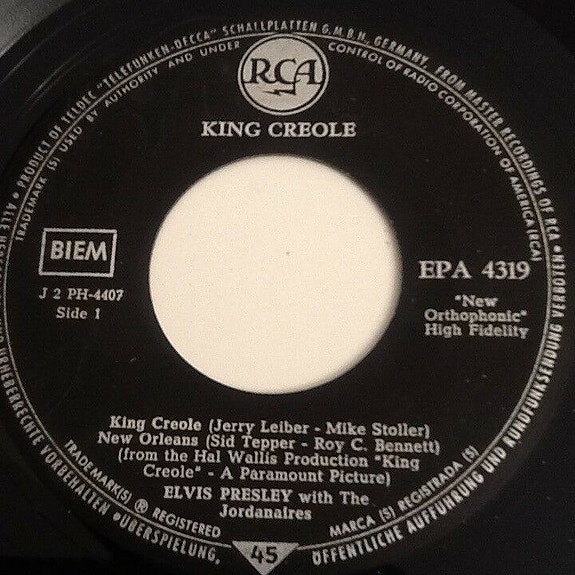 PRODUCT OF TELDEC "TELEFUNKEN-DECCA" SCHALLPLATTEN G.M.B.H., GERMANY, FROM MASTER RECORDINGS OF RCA
TRADEMARK (S) USED BY AUTHORITY AND UNDER CONTROL OF RADIO CORPORATION OF AMERICA (RCA)
RCA
KING CREOLE
BIEM
J 2 PH-4407
Side 1
EPA 4319
"New
Orthophonic"
High Fidelity
King Creole (Jerry Leiber - Mike Stoller)
New Orleans (Sid Tepper - Roy C. Bennett)
(from the Hal Wallis Production "King
Creole" - A Paramount Picture)
ELVIS PRESLEY with The
Jordanaires
TRADEMARK(S) ® REGISTERED
MARCA (S) REGISTRADA (S)
45
URHEBERRECHTE VORBEHALTEN • ÜBERSPIELUNG, ÖFFENTLICHE AUFFÜHRUNG UND RUNDFUNKSENDUNG VERBOTEN